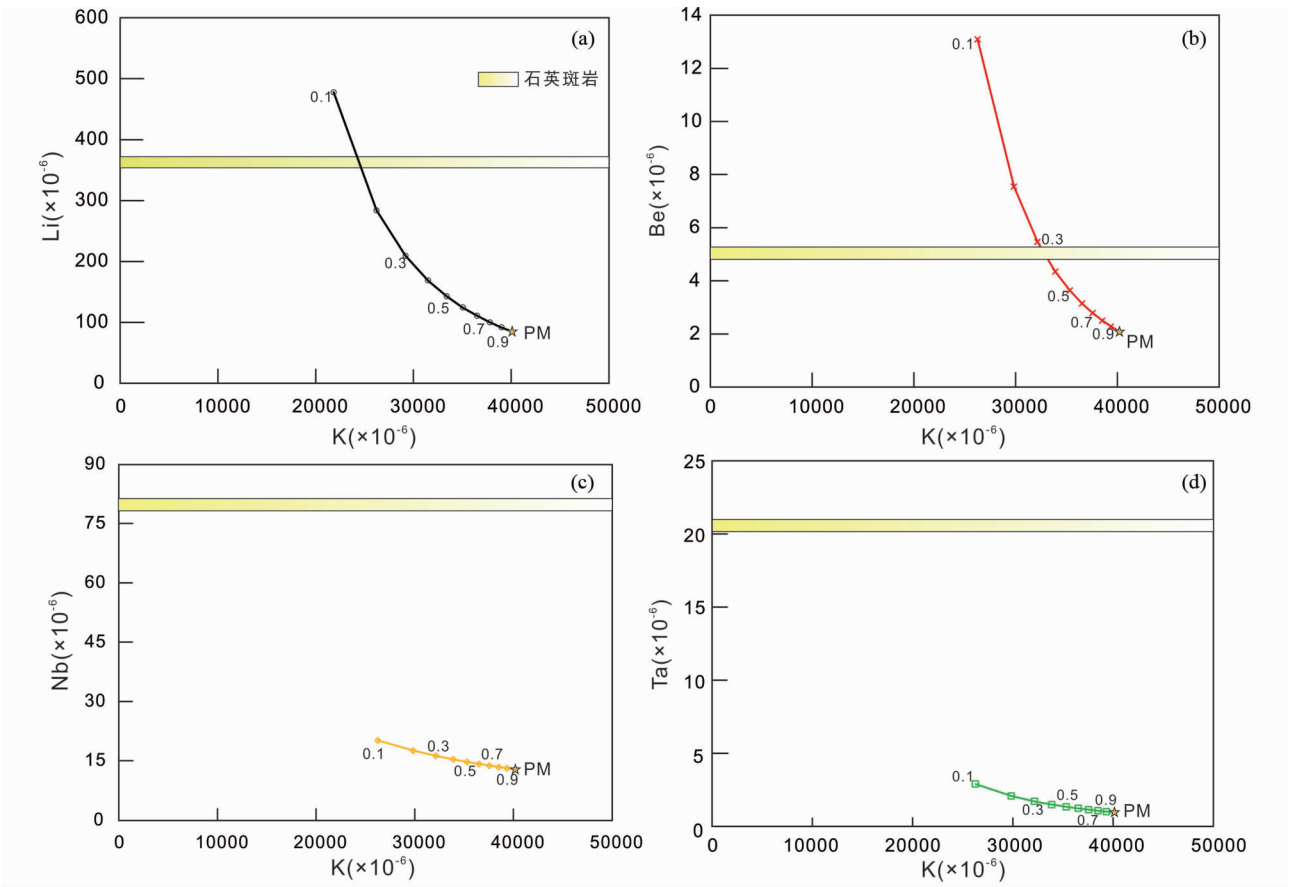 600
500
400
300
200
100
0
Li(×10⁻⁶)
(a)
石英斑岩
0.1
0.3
0.5
0.7
0.9
PM
0 10000 20000 30000 40000 50000
K(×10⁻⁶)
14
12
10
8
6
4
2
0
Be(×10⁻⁶)
(b)
0.1
0.3
0.5
0.7
0.9
PM
0 10000 20000 30000 40000 50000
K(×10⁻⁶)
90
75
60
45
30
15
0
Nb(×10⁻⁶)
(c)
0.1
0.3
0.5
0.7
0.9
PM
0 10000 20000 30000 40000 50000
K(×10⁻⁶)
25
20
15
10
5
0
Ta(×10⁻⁶)
(d)
0.1
0.3
0.5
0.7
0.9
PM
0 10000 20000 30000 40000 50000
K(×10⁻⁶)